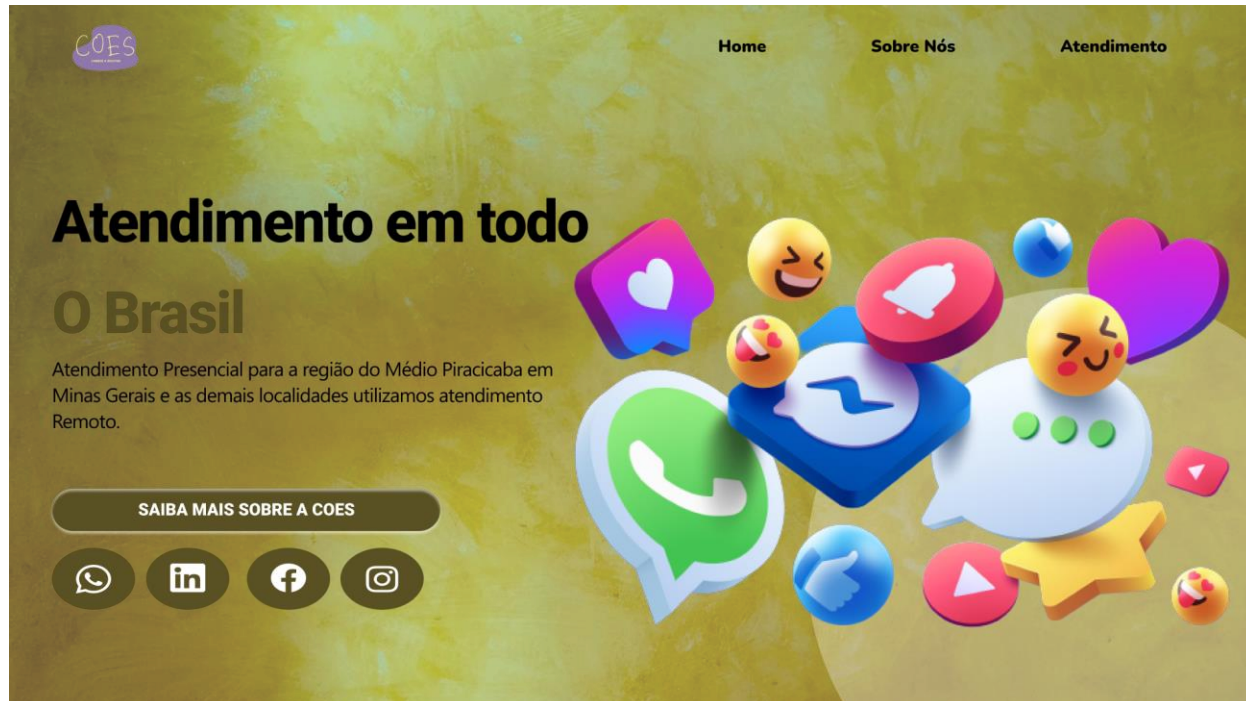 COES
Home
Sobre Nós
Atendimento
Atendimento em todo
O Brasil
Atendimento Presencial para a região do Médio Piracicaba em
Minas Gerais e as demais localidades utilizamos atendimento
Remoto.
SAIBA MAIS SOBRE A COES
in